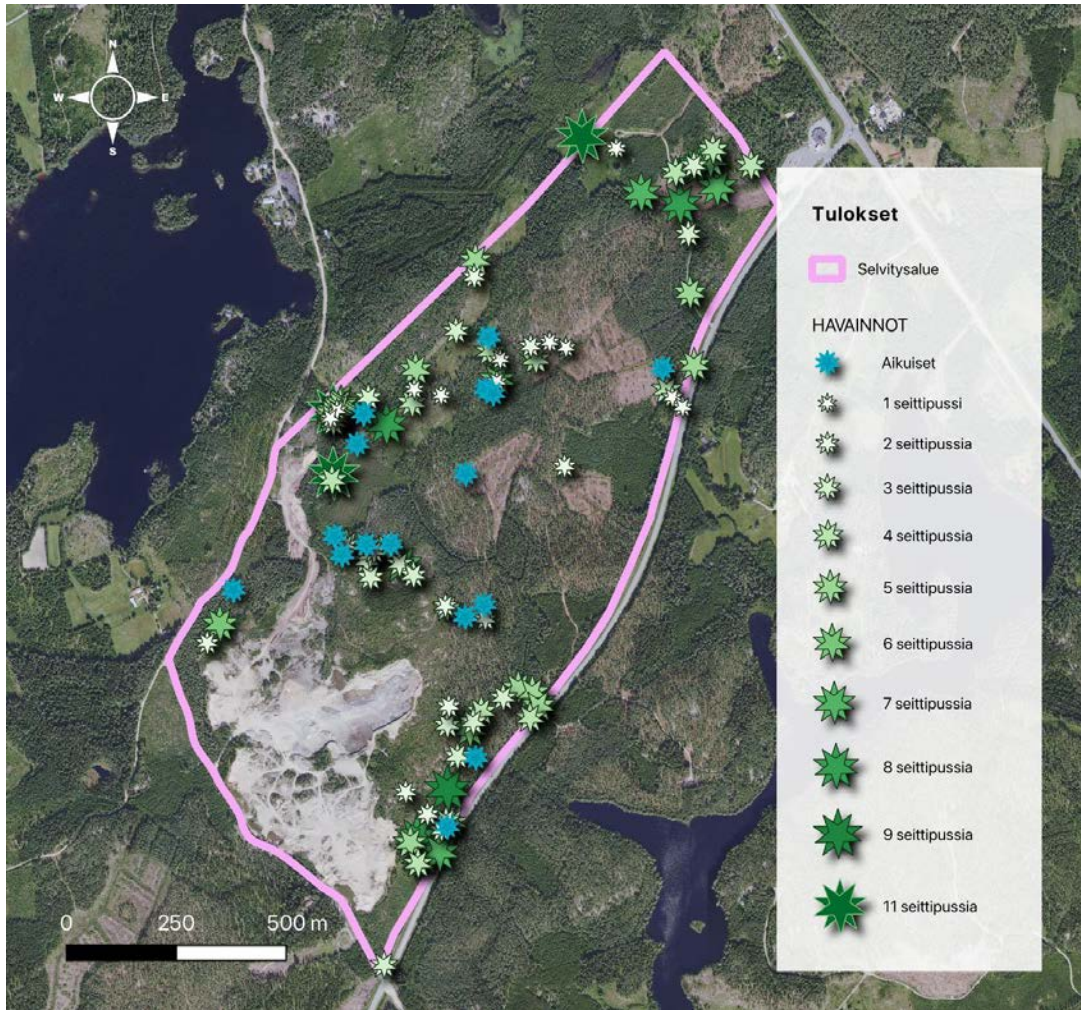 N
W E
S
Tulokset
Selvitysalue
HAVAINNOT
Aikuiset
1 seittipussi
2 seittipussia
3 seittipussia
4 seittipussia
5 seittipussia
6 seittipussia
7 seittipussia
8 seittipussia
9 seittipussia
11 seittipussia
0 250 500 m